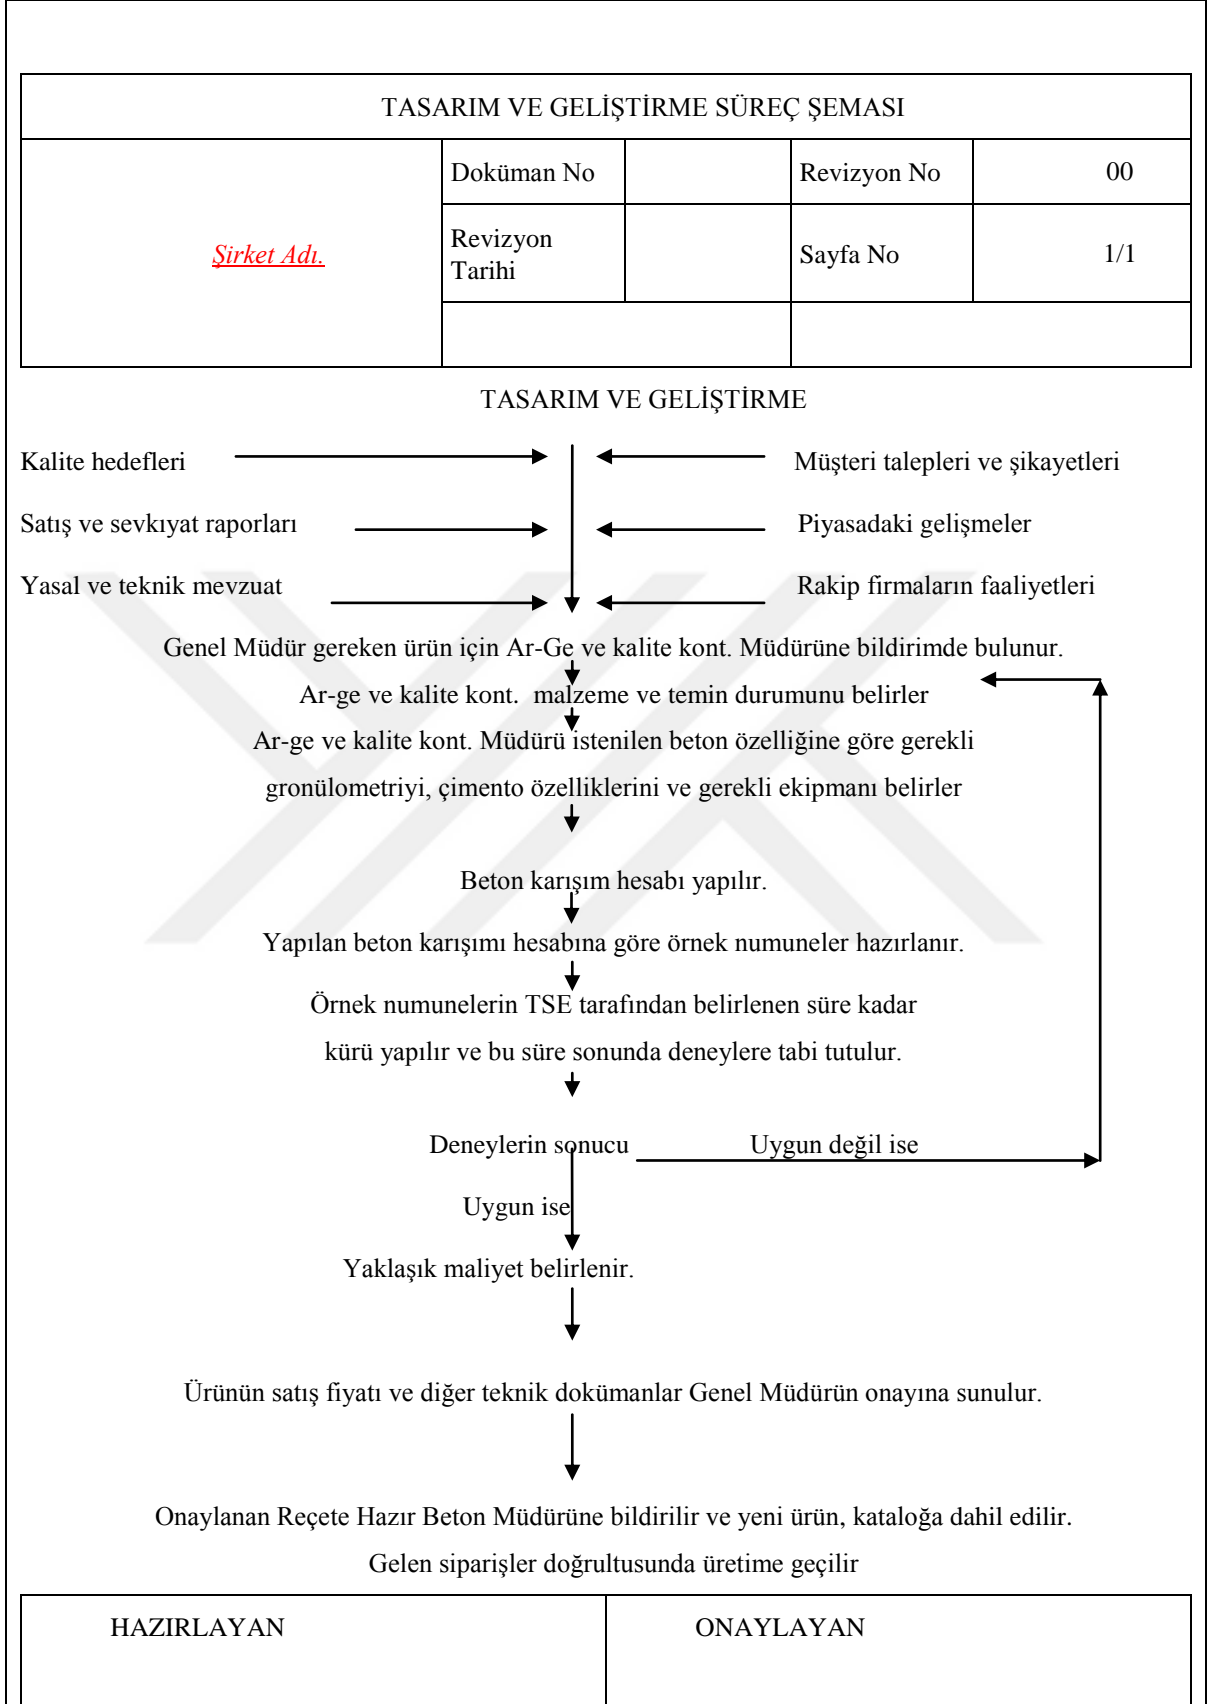 TASARIM VE GELİŞTİRME SÜREÇ ŞEMASI
Şirket Adı.
Doküman No
Revizyon No
00
Revizyon
Tarihi
Sayfa No
1/1
TASARIM VE GELİŞTİRME
Kalite hedefleri
Müşteri talepleri ve şikayetleri
Satış ve sevkıyat raporları
Piyasadaki gelişmeler
Yasal ve teknik mevzuat
Rakip firmaların faaliyetleri
Genel Müdür gereken ürün için Ar-Ge ve kalite kont. Müdürüne bildirimde bulunur.
Ar-ge ve kalite kont. malzeme ve temin durumunu belirler
Ar-ge ve kalite kont. Müdürü istenilen beton özelliğine göre gerekli
gronülometriyi, çimento özelliklerini ve gerekli ekipmanı belirler
Beton karışım hesabı yapılır.
Yapılan beton karışımı hesabına göre örnek numuneler hazırlanır.
Örnek numunelerin TSE tarafından belirlenen süre kadar
kürü yapılır ve bu süre sonunda deneylere tabi tutulur.
Deneylerin sonucu
Uygun değil ise
Uygun ise
Yaklaşık maliyet belirlenir.
Ürünün satış fiyatı ve diğer teknik dokümanlar Genel Müdürün onayına sunulur.
Onaylanan Reçete Hazır Beton Müdürüne bildirilir ve yeni ürün, kataloğa dahil edilir.
Gelen siparişler doğrultusunda üretime geçilir
HAZIRLAYAN
ONAYLAYAN